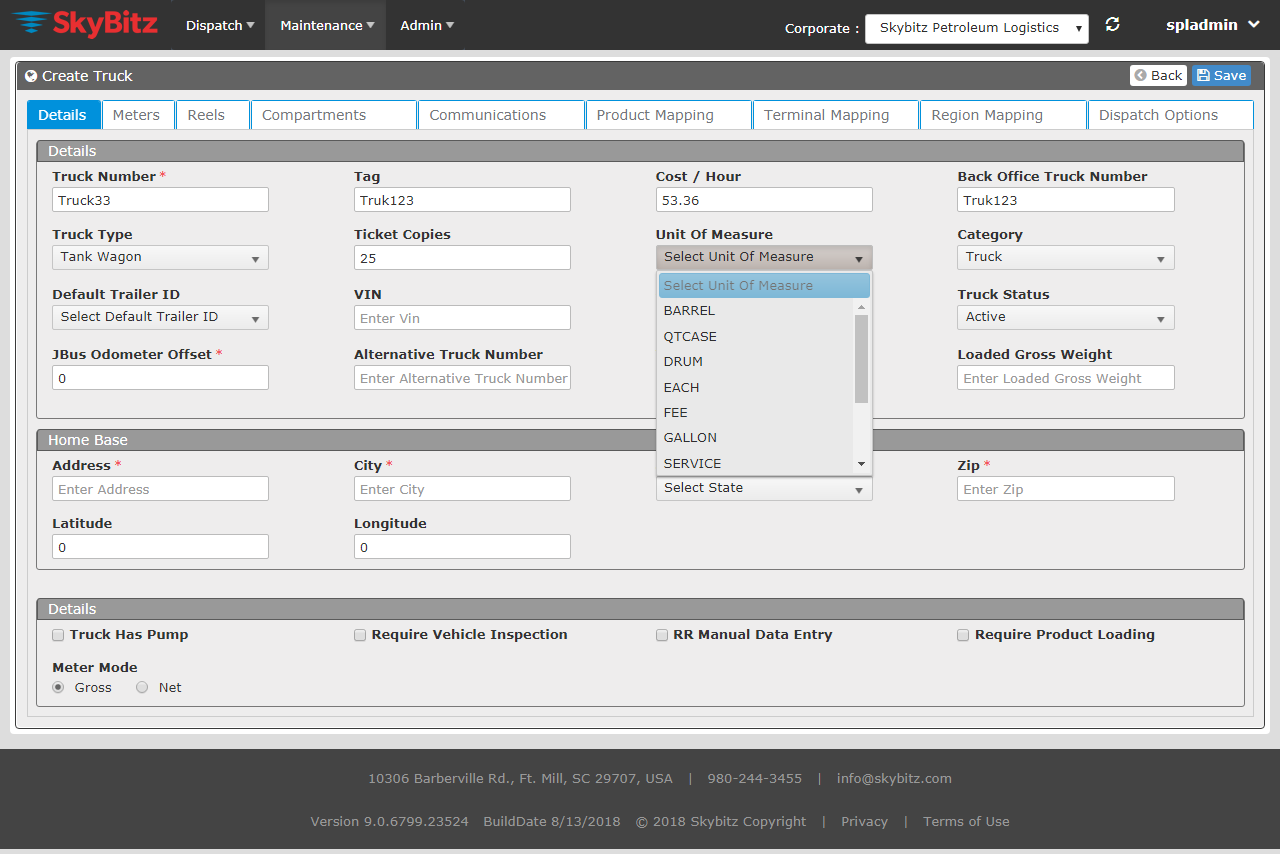 SkyBitz Dispatch Maintenance Admin Corporate : Skybitz Petroleum Logistics spladmin
Create Truck Back Save
Details Meters Reels Compartments Communications Product Mapping Terminal Mapping Region Mapping Dispatch Options
Details
Truck Number * Tag Cost / Hour Back Office Truck Number
Truck33 Truk123 53.36 Truk123
Truck Type Ticket Copies Unit Of Measure Category
Tank Wagon 25 Select Unit Of Measure Truck
Select Unit Of Measure
Default Trailer ID VIN Truck Status
BARREL
Select Default Trailer ID Enter Vin Active
QTCASE
JBus Odometer Offset * Alternative Truck Number Loaded Gross Weight
DRUM
0 Enter Alternative Truck Number Enter Loaded Gross Weight
EACH
FEE
GALLON
Home Base
SERVICE
Address * City * Zip *
Enter Address Enter City Select State Enter Zip
Latitude Longitude
0 0
Details
Truck Has Pump Require Vehicle Inspection RR Manual Data Entry Require Product Loading
Meter Mode
Gross Net
10306 Barberville Rd., Ft. Mill, SC 29707, USA | 980-244-3455 | info@skybitz.com
Version 9.0.6799.23524 BuildDate 8/13/2018 © 2018 Skybitz Copyright | Privacy | Terms of Use